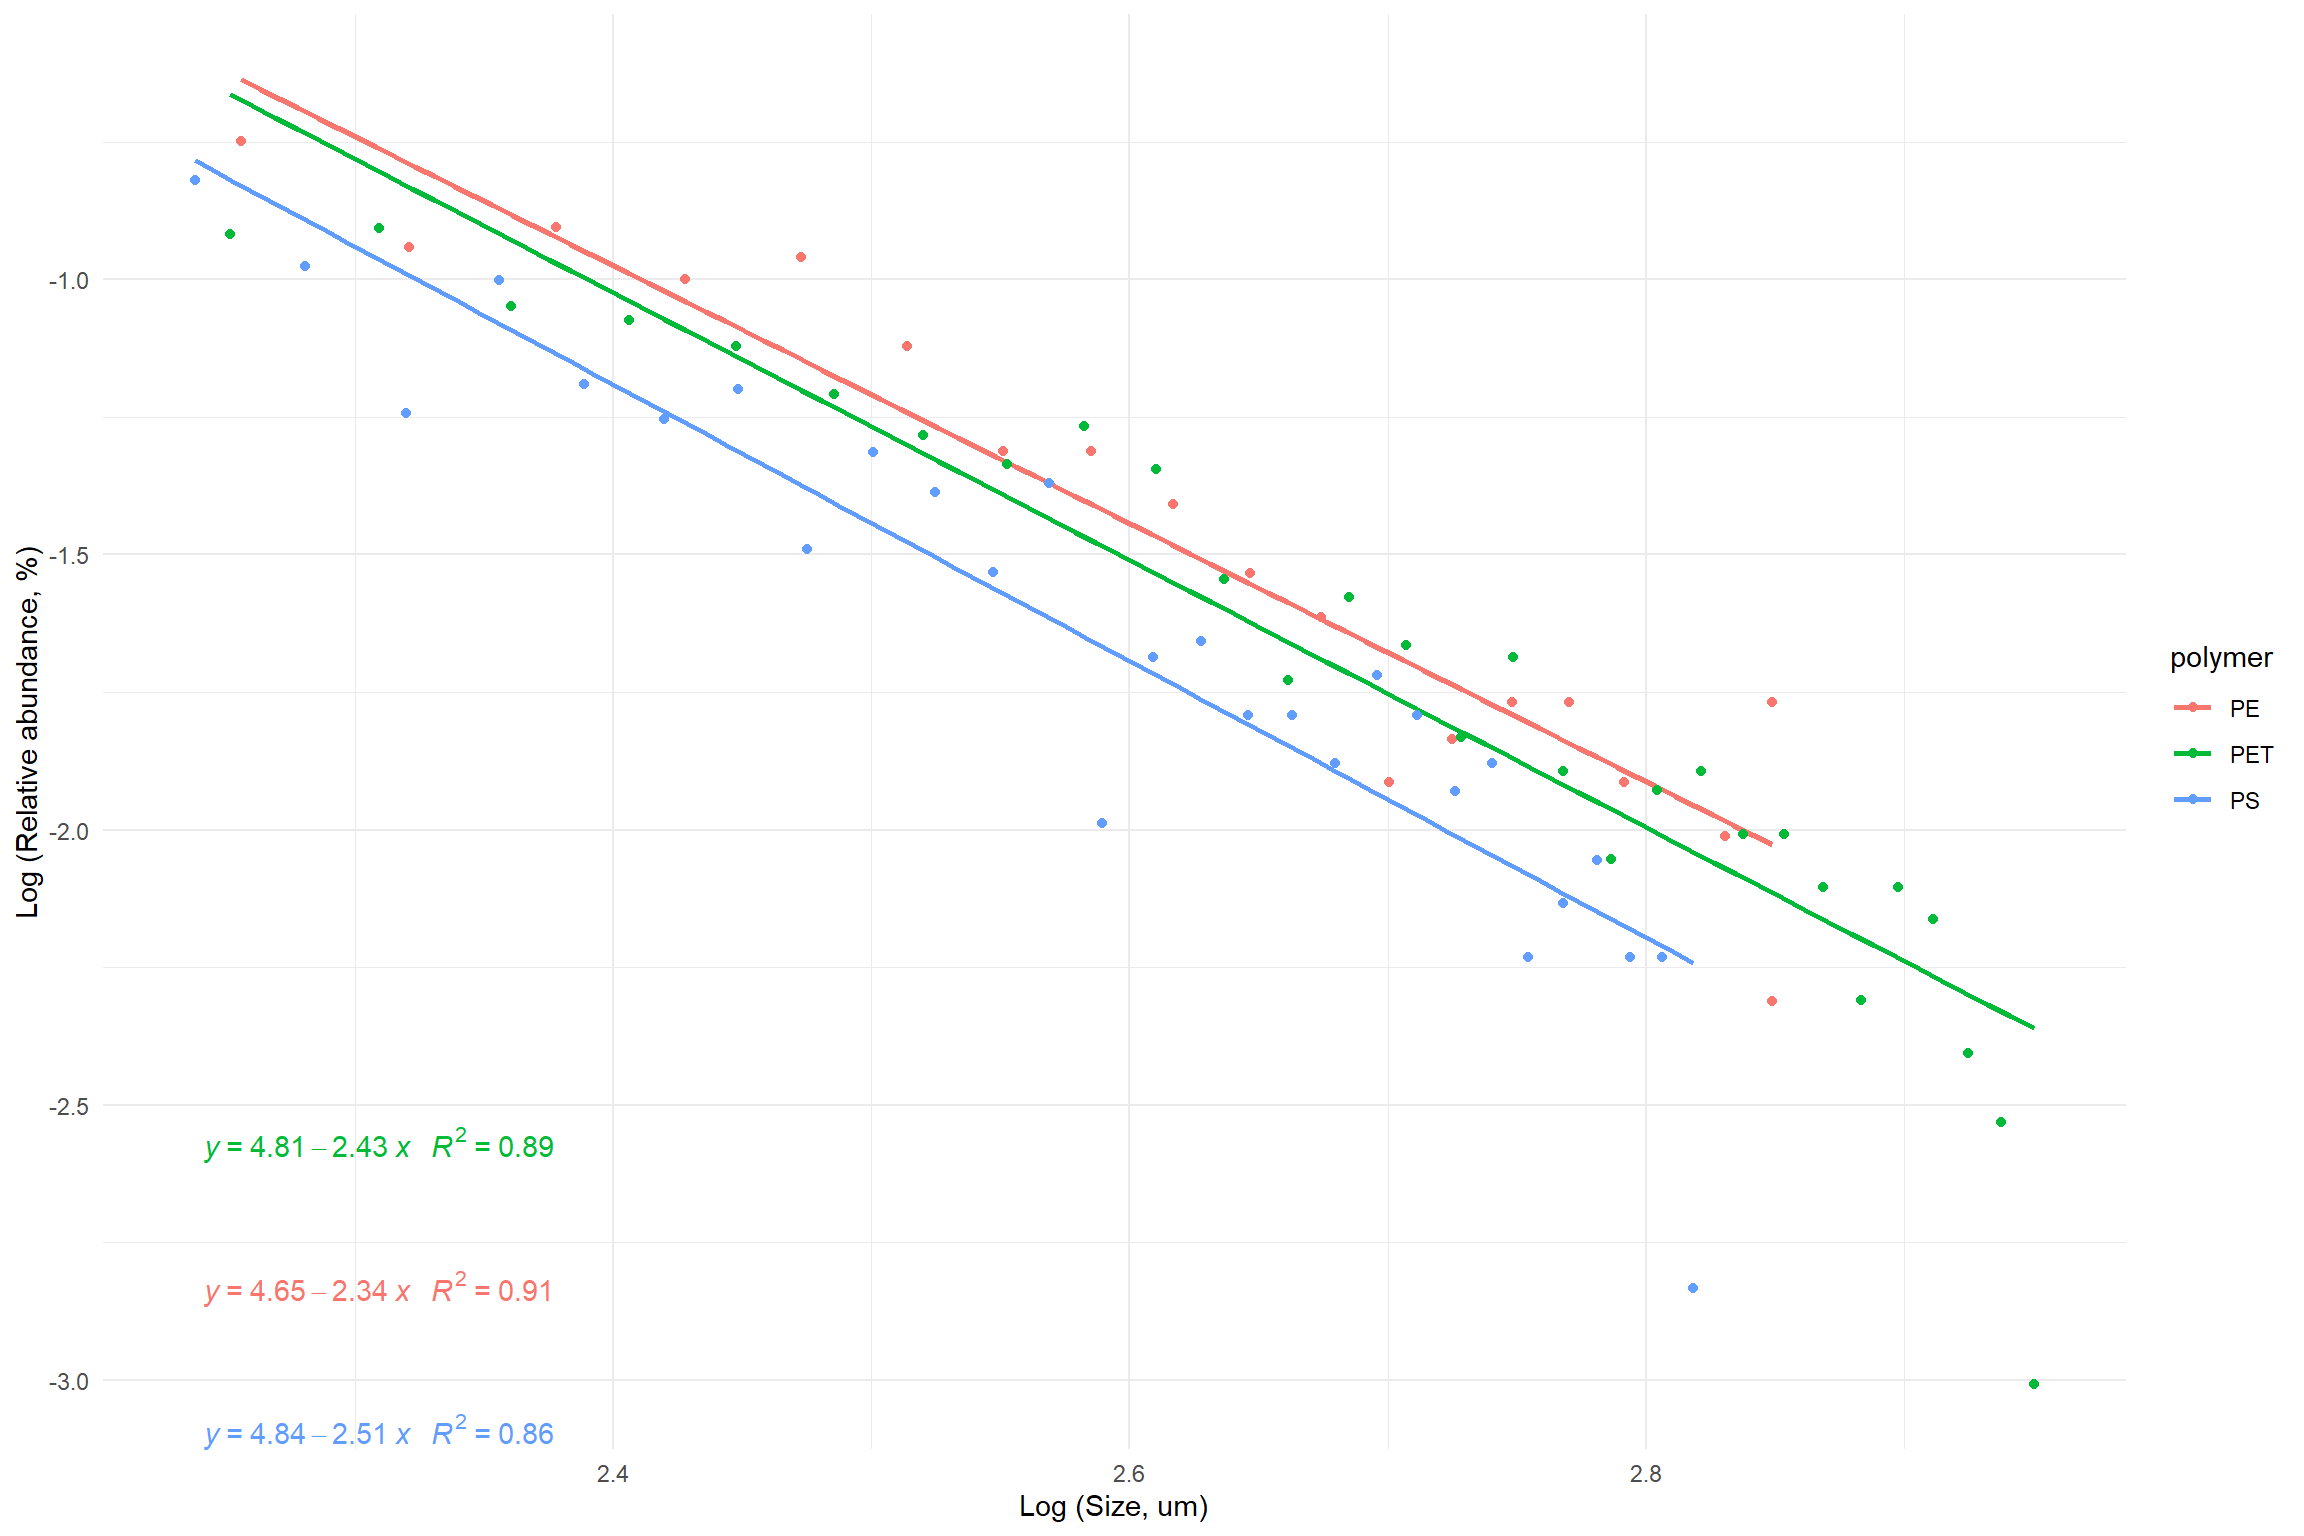 -1.0
-1.5
-2.0
-2.5
-3.0
Log (Relative abundance, %)
y = 4.81 – 2.43 x R² = 0.89
y = 4.65 – 2.34 x R² = 0.91
y = 4.84 – 2.51 x R² = 0.86
2.4 2.6 2.8
Log (Size, um)
polymer
PE
PET
PS